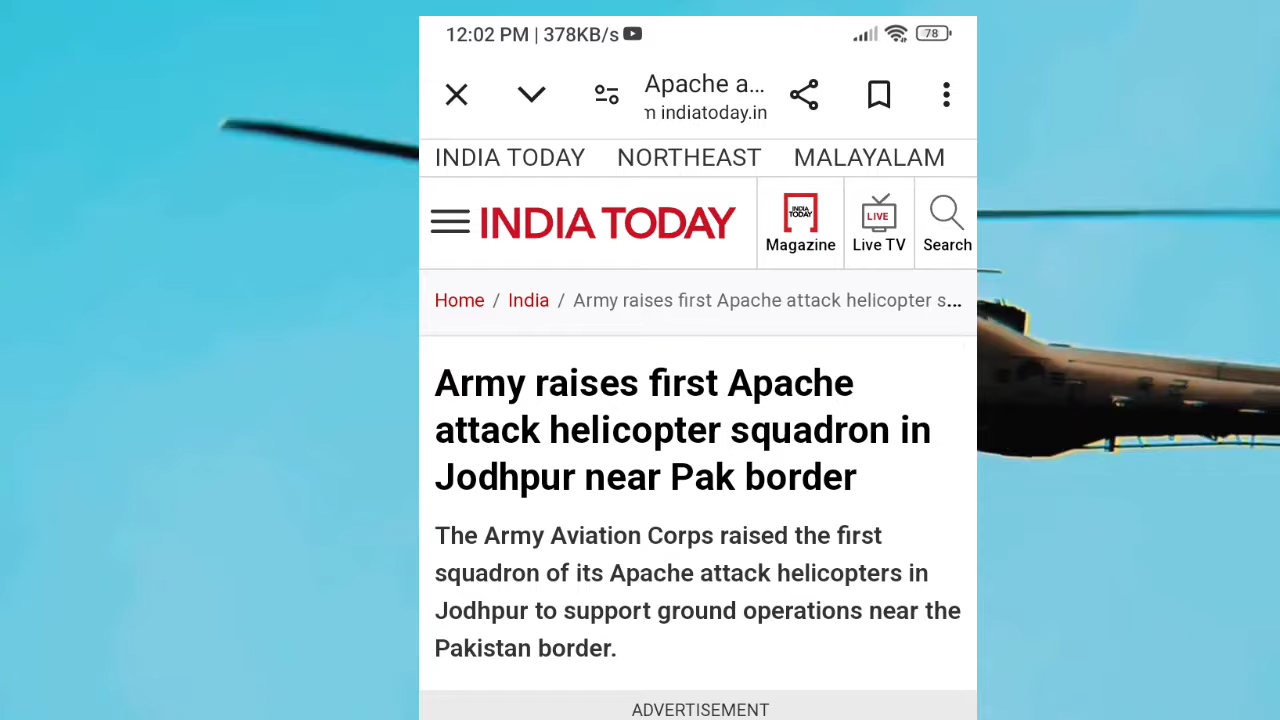 12:02 PM | 378KB/s
78
Apache a...
indiatoday.in
INDIA TODAY NORTHEAST MALAYALAM
INDIA TODAY
INDIA TODAY
Magazine
LIVE
Live TV
Search
Home / India / Army raises first Apache attack helicopter s...
Army raises first Apache
attack helicopter squadron in
Jodhpur near Pak border
The Army Aviation Corps raised the first
squadron of its Apache attack helicopters in
Jodhpur to support ground operations near the
Pakistan border.
ADVERTISEMENT